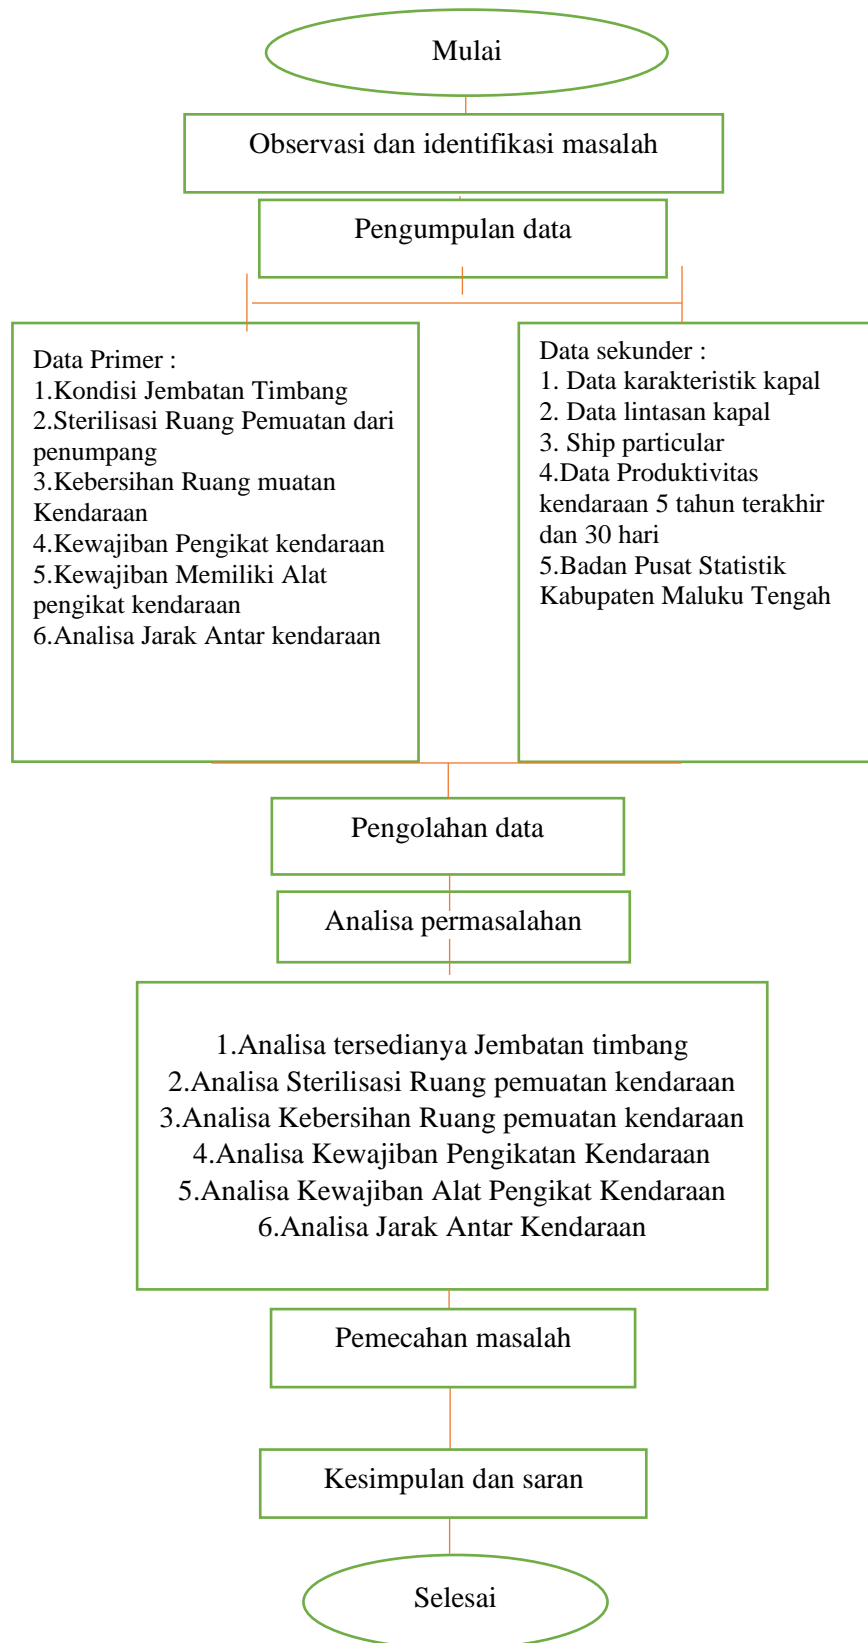 Mulai
Observasi dan identifikasi masalah
Pengumpulan data
Data Primer :
1.Kondisi Jembatan Timbang
2.Sterilisasi Ruang Pemuatan dari
penumpang
3.Kebersihan Ruang muatan
Kendaraan
4.Kewajiban Pengikat kendaraan
5.Kewajiban Memiliki Alat
pengikat kendaraan
6.Analisa Jarak Antar kendaraan
Data sekunder :
1. Data karakteristik kapal
2. Data lintasan kapal
3. Ship particular
4.Data Produktivitas
kendaraan 5 tahun terakhir
dan 30 hari
5.Badan Pusat Statistik
Kabupaten Maluku Tengah
Pengolahan data
Analisa permasalahan
1.Analisa tersedianya Jembatan timbang
2.Analisa Sterilisasi Ruang pemuatan kendaraan
3.Analisa Kebersihan Ruang pemuatan kendaraan
4.Analisa Kewajiban Pengikatan Kendaraan
5.Analisa Kewajiban Alat Pengikat Kendaraan
6.Analisa Jarak Antar Kendaraan
Pemecahan masalah
Kesimpulan dan saran
Selesai